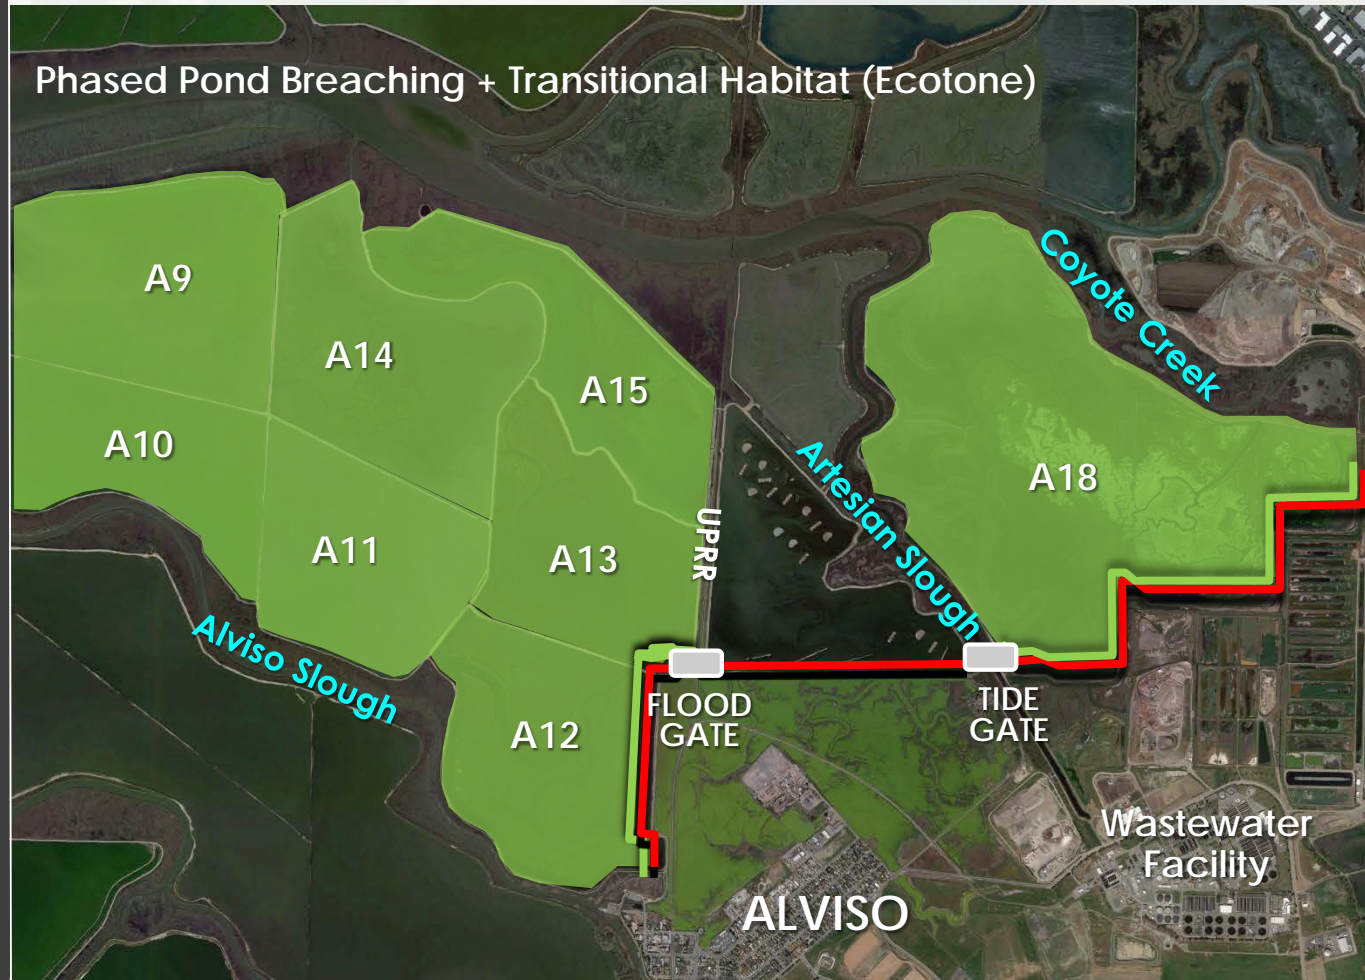 Phased Pond Breaching + Transitional Habitat (Ecotone)
Coyote Creek
A9
A14
A15
A10
A18
Artesian Slough
UPRR
A11
A13
Alviso Slough
FLOOD
GATE
TIDE
GATE
A12
Wastewater
Facility
ALVISO